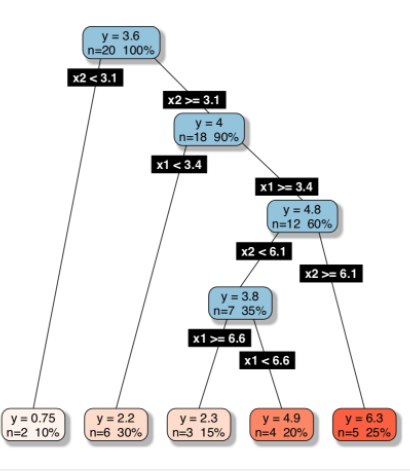 y = 3.6
n=20 100%
x2 < 3.1
x2 >= 3.1
y = 4
n=18 90%
x1 < 3.4
x1 >= 3.4
y = 4.8
n=12 60%
x2 < 6.1
x2 >= 6.1
y = 3.8
n=7 35%
x1 >= 6.6
x1 < 6.6
y = 0.75
n=2 10%
y = 2.2
n=6 30%
y = 2.3
n=3 15%
y = 4.9
n=4 20%
y = 6.3
n=5 25%